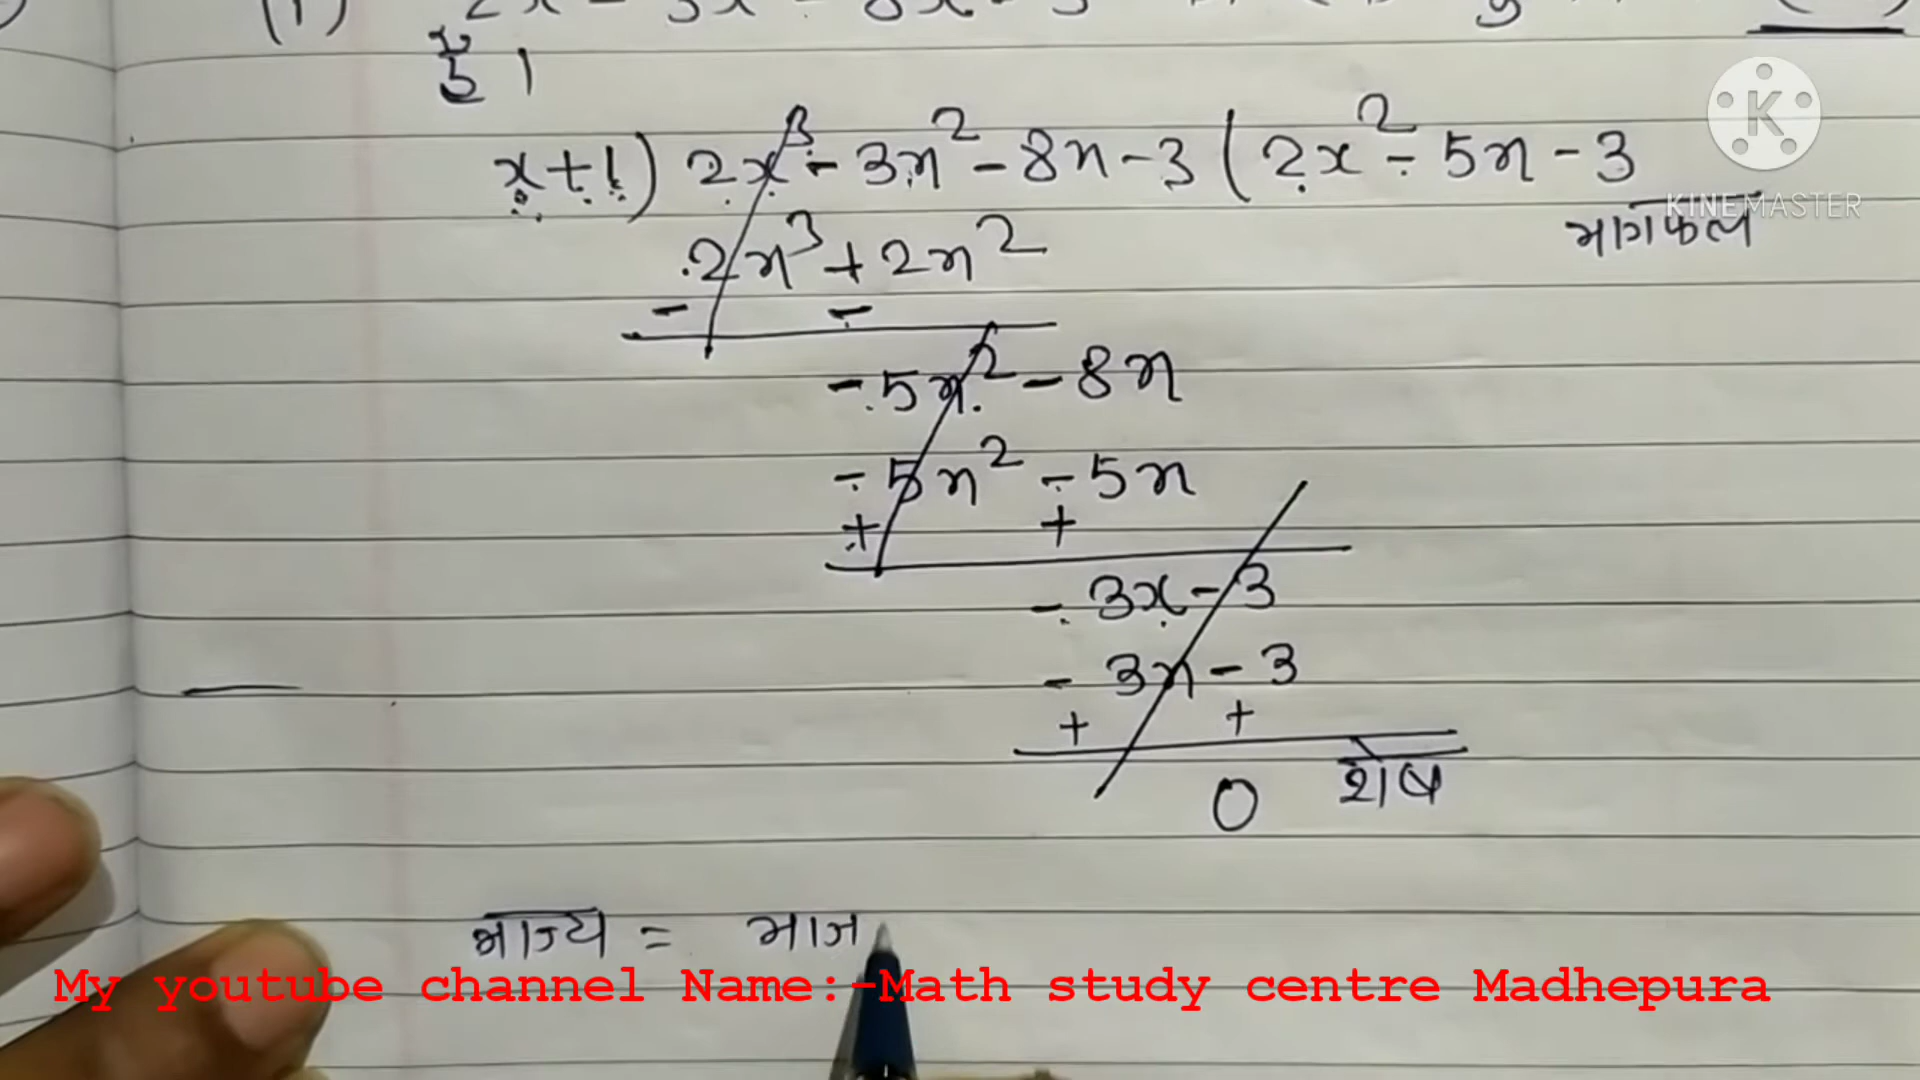 (1)
है।
x+1) 2x³ - 3x² - 8x - 3 ( 2x² - 5x - 3
K
KINEMASTER
भागफल
2x³ + 2x²
- -
- 5x² - 8x
- 5x² - 5x
+ +
- 3x - 3
- 3x - 3
+ +
0 शेष
भाज्य = भाज
My youtube channel Name:-Math study centre Madhepura